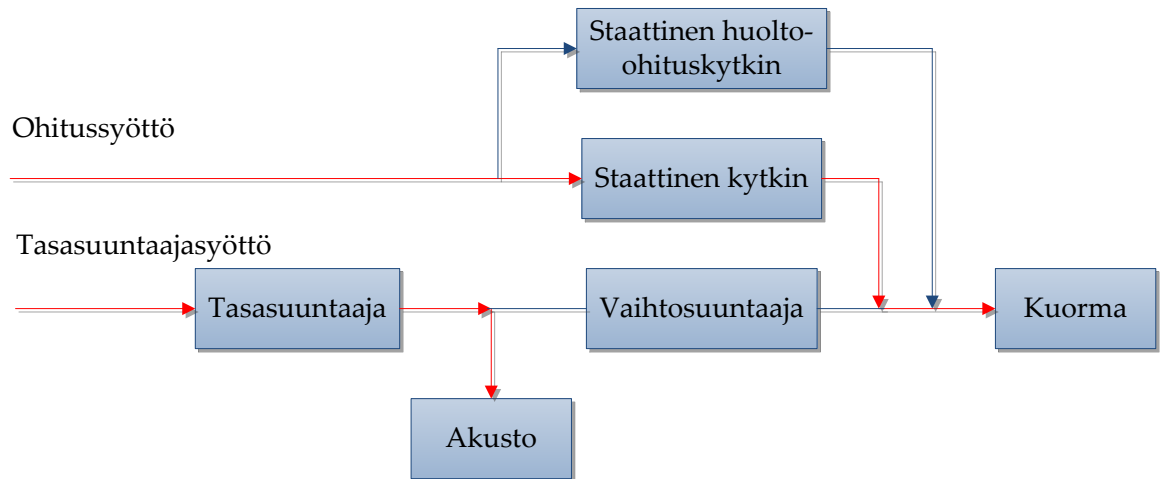 Staattinen huolto-
ohituskytkin
Ohitussyöttö
Staattinen kytkin
Tasasuuntaajasyöttö
Tasasuuntaaja
Vaihtosuuntaaja
Kuorma
Akusto